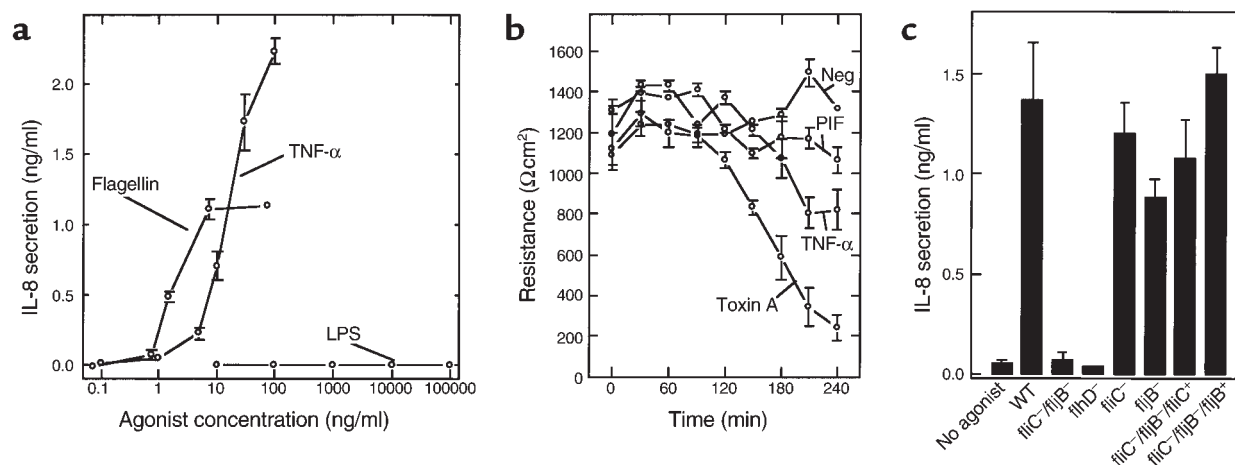 a
IL-8 secretion (ng/ml)
2.0
1.5
1.0
0.5
0.0
Flagellin
TNF-α
LPS
0.1 1 10 100 1000 10000 100000
Agonist concentration (ng/ml)
b
Resistance (Ωcm2)
1600
1400
1200
1000
800
600
400
200
0
Neg
PIF
TNF-α
Toxin A
0 60 120 180 240
Time (min)
c
IL-8 secretion (ng/ml)
1.5
1.0
0.5
0.0
No agonist
WT
fliC⁻/fljB⁻
flhD⁻
fliC⁻
fljB⁻
fliC⁻/fljB⁻/fliC⁺
fliC⁻/fljB⁻/fljB⁺